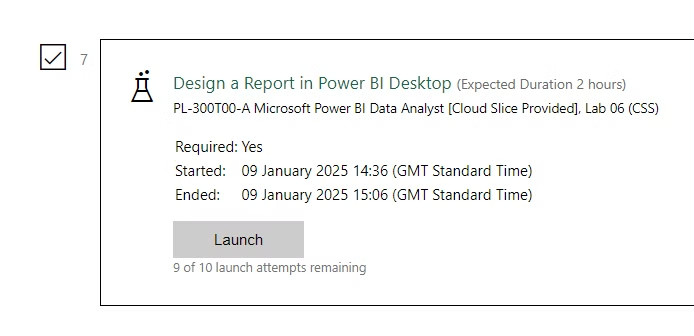 7
Design a Report in Power BI Desktop (Expected Duration 2 hours)
PL-300T00-A Microsoft Power BI Data Analyst [Cloud Slice Provided], Lab 06 (CSS)
Required: Yes
Started: 09 January 2025 14:36 (GMT Standard Time)
Ended: 09 January 2025 15:06 (GMT Standard Time)
Launch
9 of 10 launch attempts remaining